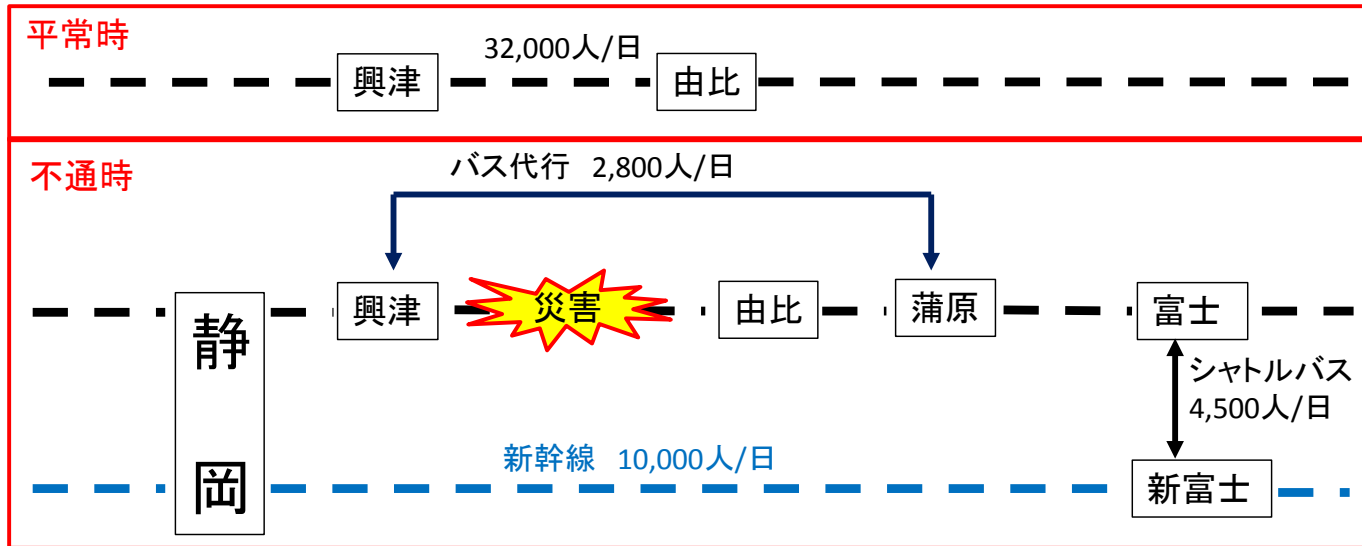 平常時
32,000人/日
興津
由比
不通時
バス代行 2,800人/日
静岡
興津
災害
由比
蒲原
富士
シャトルバス
4,500人/日
新幹線 10,000人/日
新富士